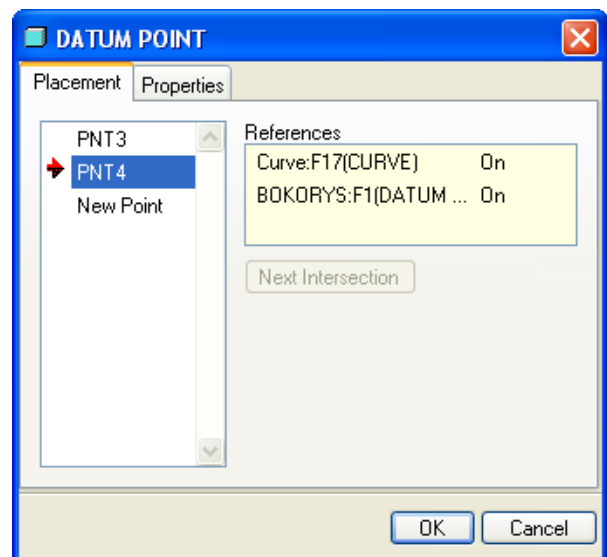 DATUM POINT
Placement Properties
References
PNT3
PNT4
New Point
Curve:F17(CURVE) On
BOKORYS:F1(DATUM ... On
Next Intersection
OK Cancel